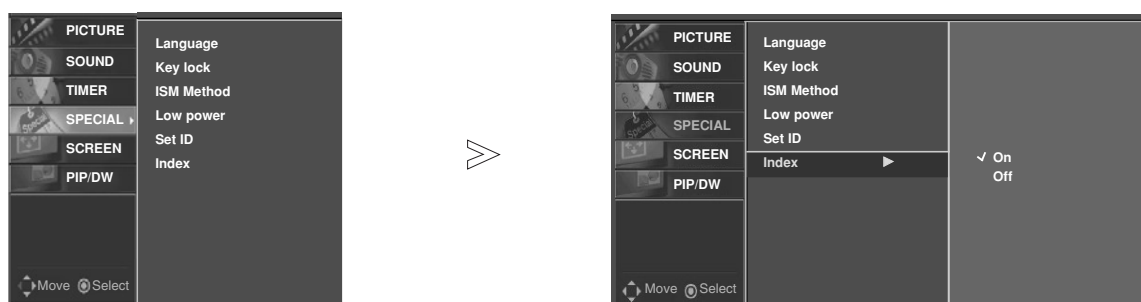 PICTURE
SOUND
TIMER
SPECIAL
SCREEN
PIP/DW
Move Select
Language
Key lock
ISM Method
Low power
Set ID
Index
PICTURE
SOUND
TIMER
SPECIAL
SCREEN
PIP/DW
Move Select
Language
Key lock
ISM Method
Low power
Set ID
Index
On
Off